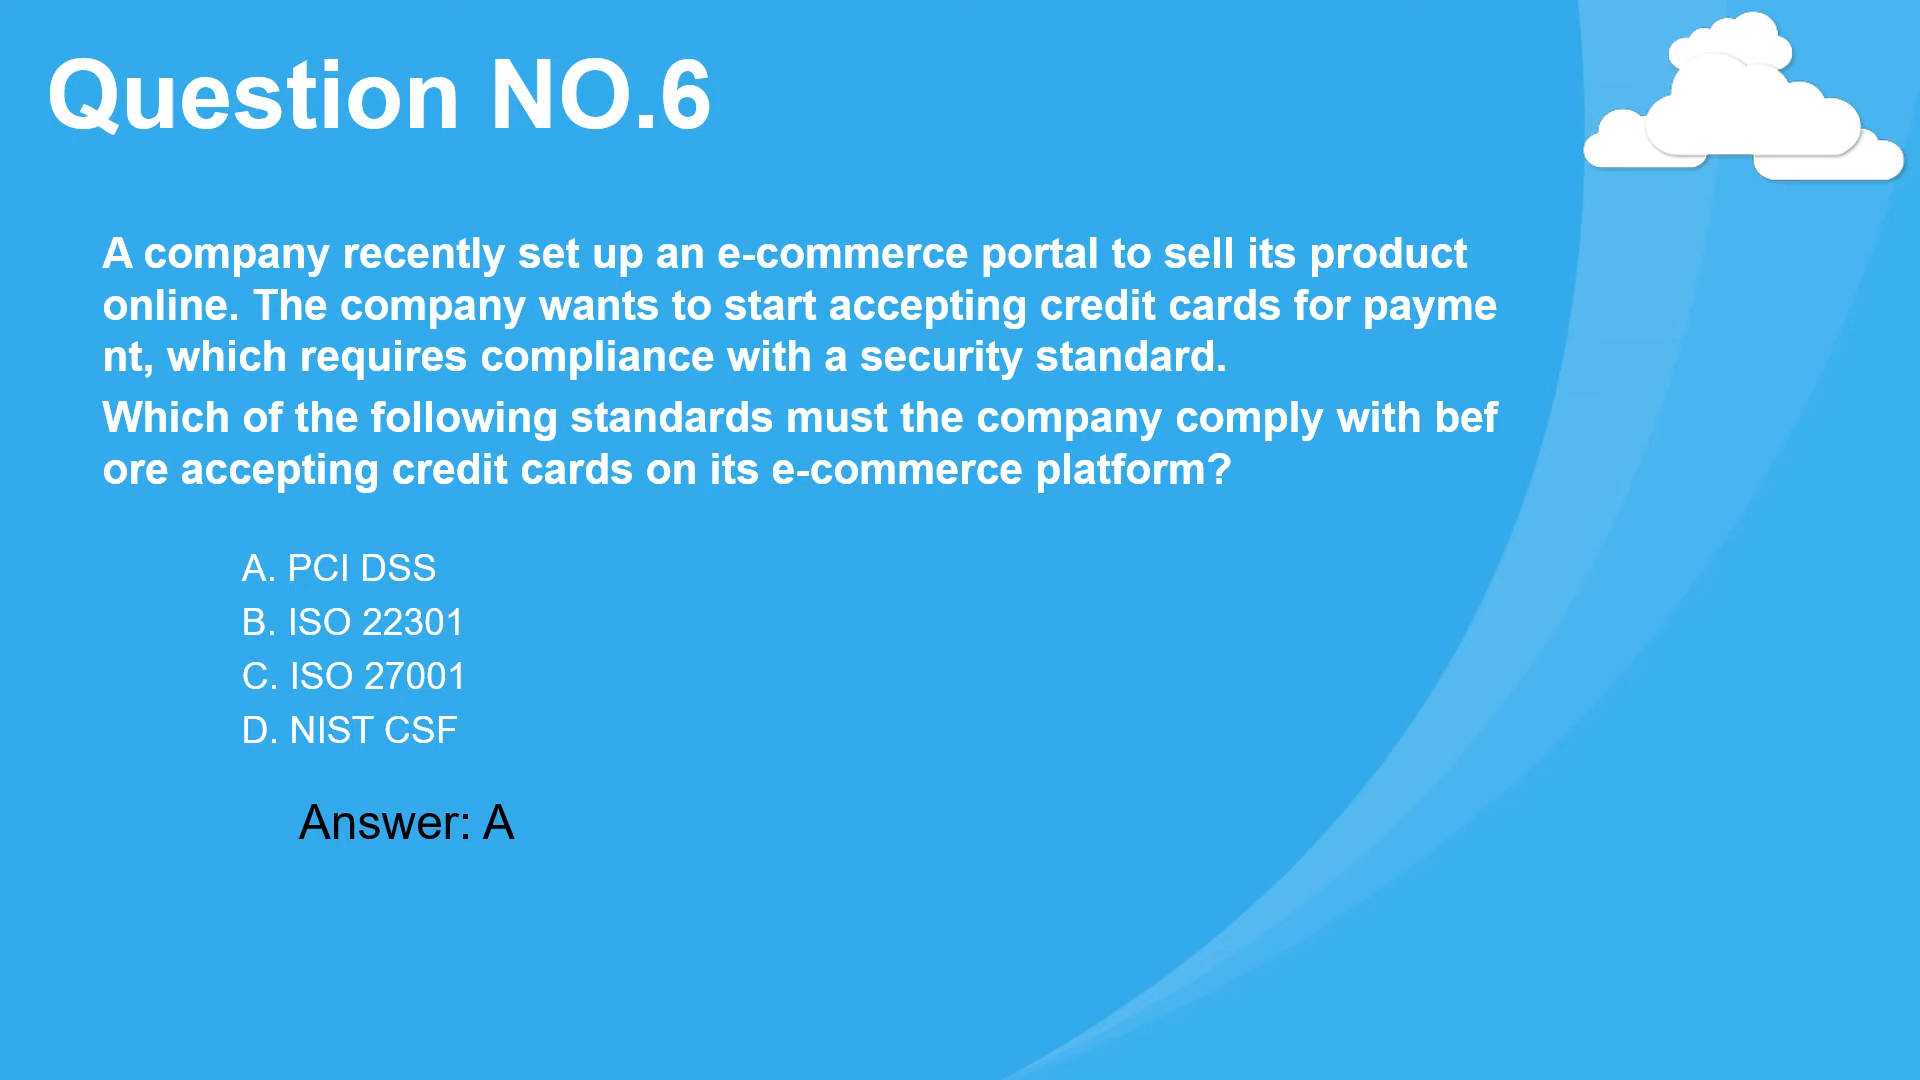 Question NO.6
A company recently set up an e-commerce portal to sell its product
online. The company wants to start accepting credit cards for payme
nt, which requires compliance with a security standard.
Which of the following standards must the company comply with bef
ore accepting credit cards on its e-commerce platform?
A. PCI DSS
B. ISO 22301
C. ISO 27001
D. NIST CSF
Answer: A